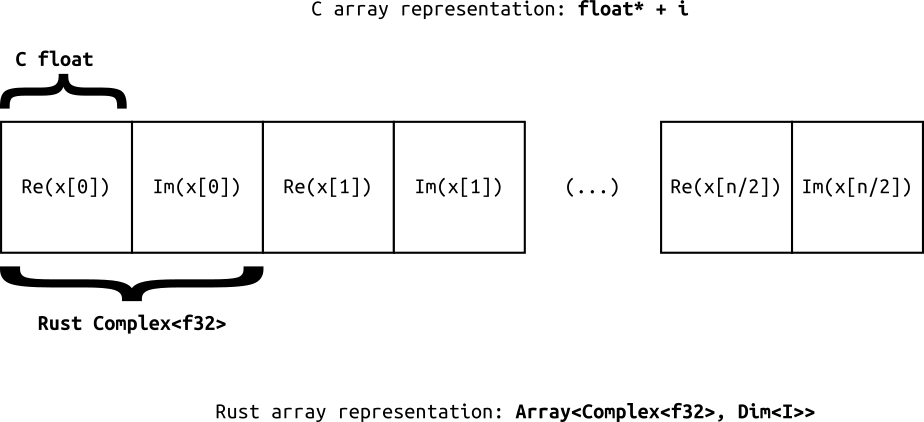 C array representation: float* + i
C float
Re(x[0]) Im(x[0]) Re(x[1]) Im(x[1]) (...) Re(x[n/2]) Im(x[n/2])
Rust Complex<f32>
Rust array representation: Array<Complex<f32>, Dim<I>>